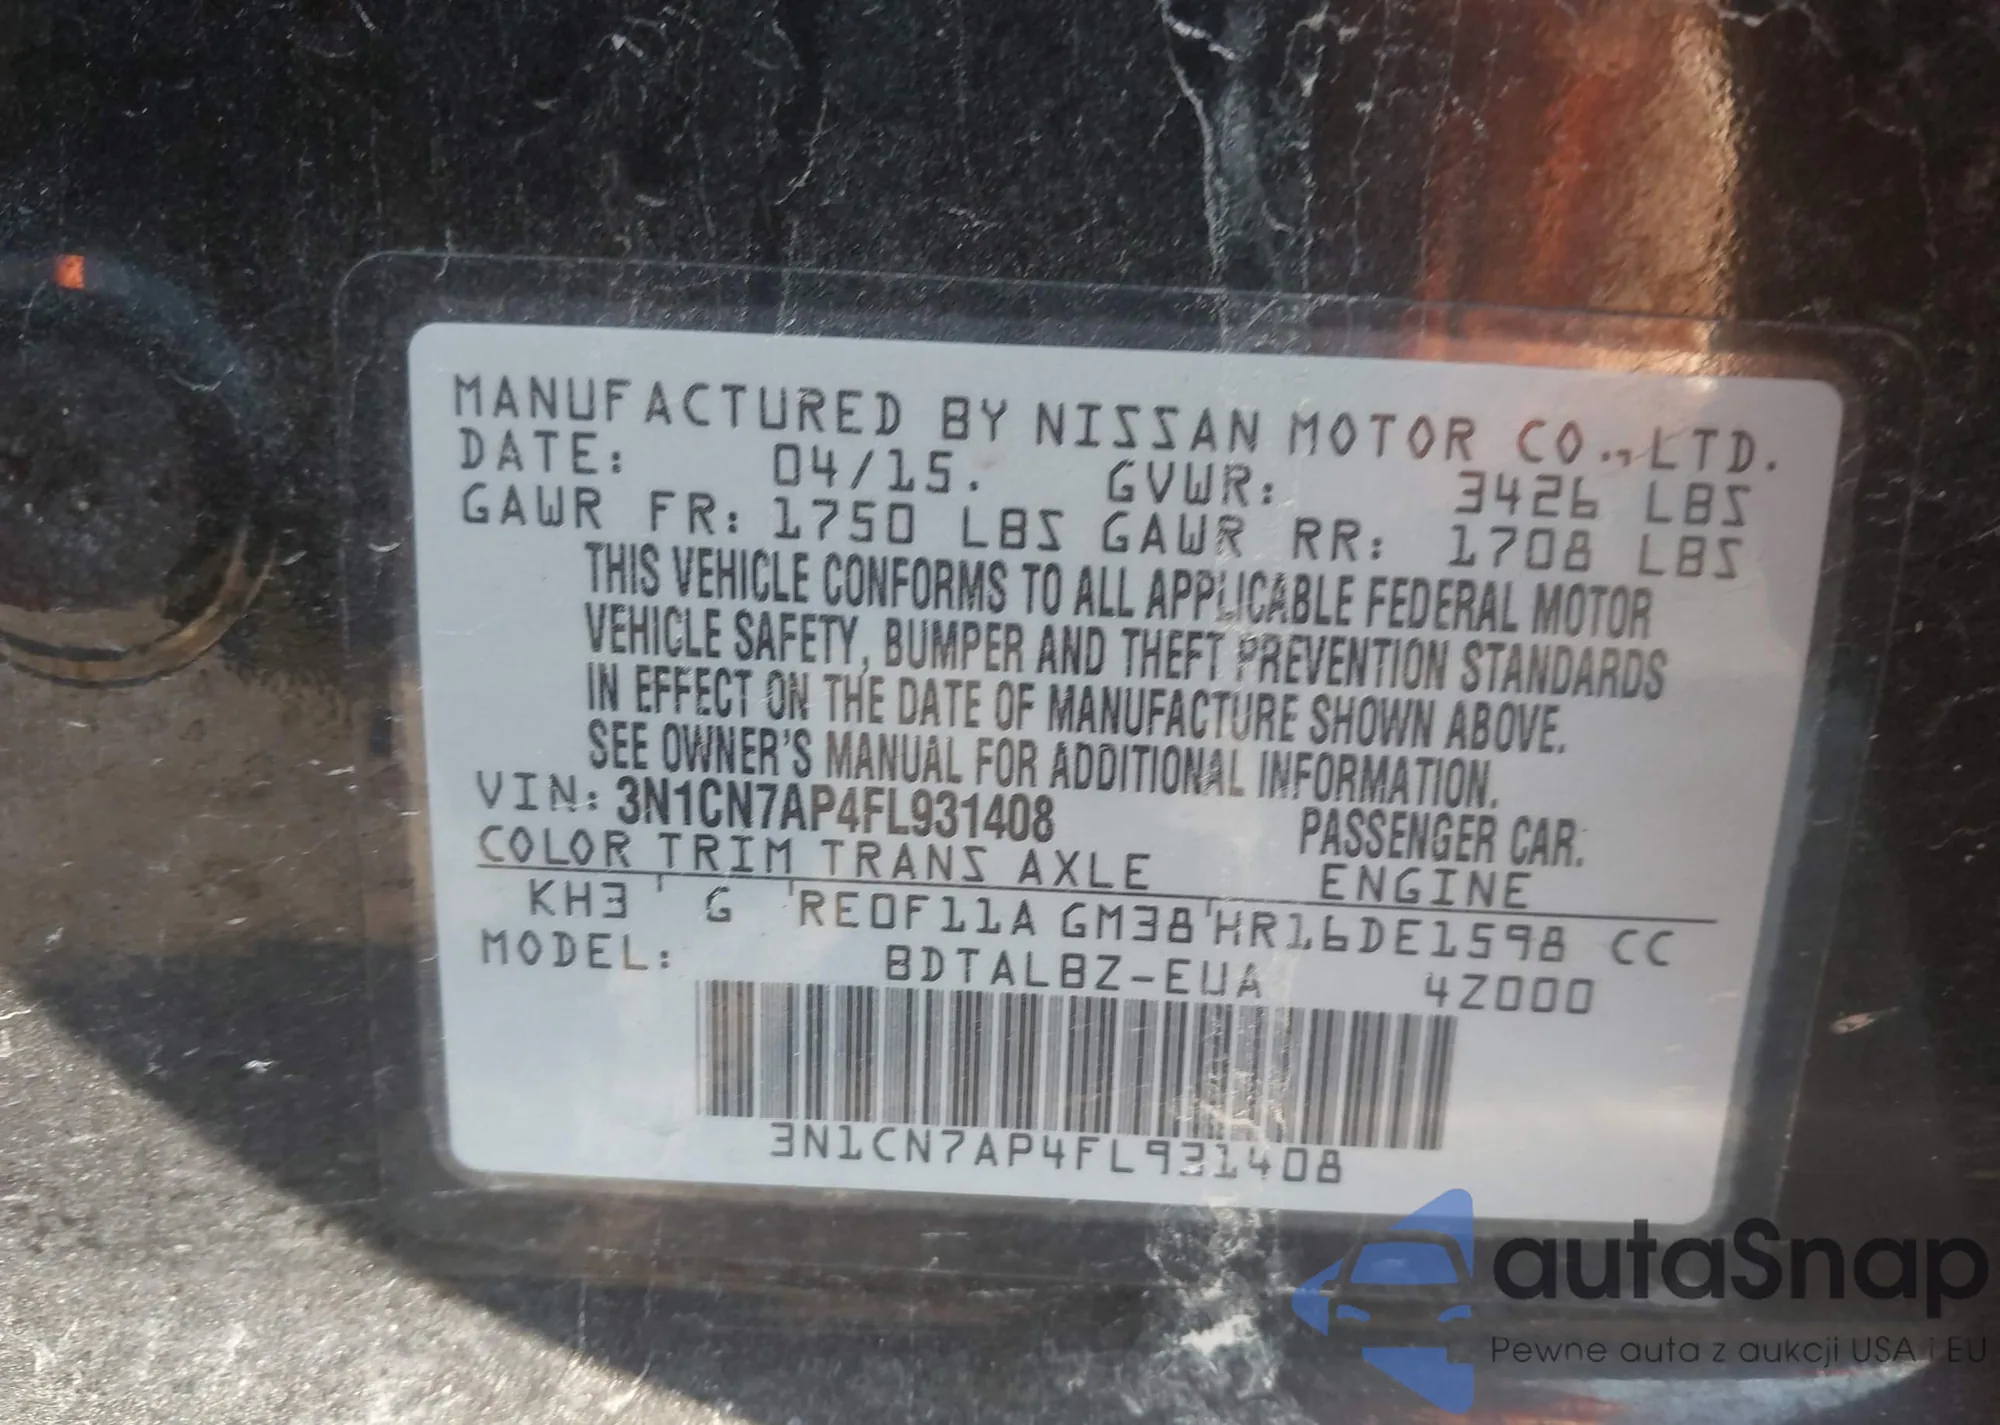 MANUFACTURED BY NISSAN MOTOR CO., LTD.
DATE: 04/15. GVWR: 3426 LBS
GAWR FR: 1750 LBS GAWR RR: 1708 LBS
THIS VEHICLE CONFORMS TO ALL APPLICABLE FEDERAL MOTOR
VEHICLE SAFETY, BUMPER AND THEFT PREVENTION STANDARDS
IN EFFECT ON THE DATE OF MANUFACTURE SHOWN ABOVE.
SEE OWNER'S MANUAL FOR ADDITIONAL INFORMATION.
VIN: 3N1CN7AP4FL931408 PASSENGER CAR.
COLOR TRIM TRANS AXLE ENGINE
KH3 G RE0F11A GM38 HR16DE1598 CC
MODEL: BDTALBZ-EUA 4Z000
3N1CN7AP4FL931408
autaSnap
Pewne auta z aukcji USA i EU